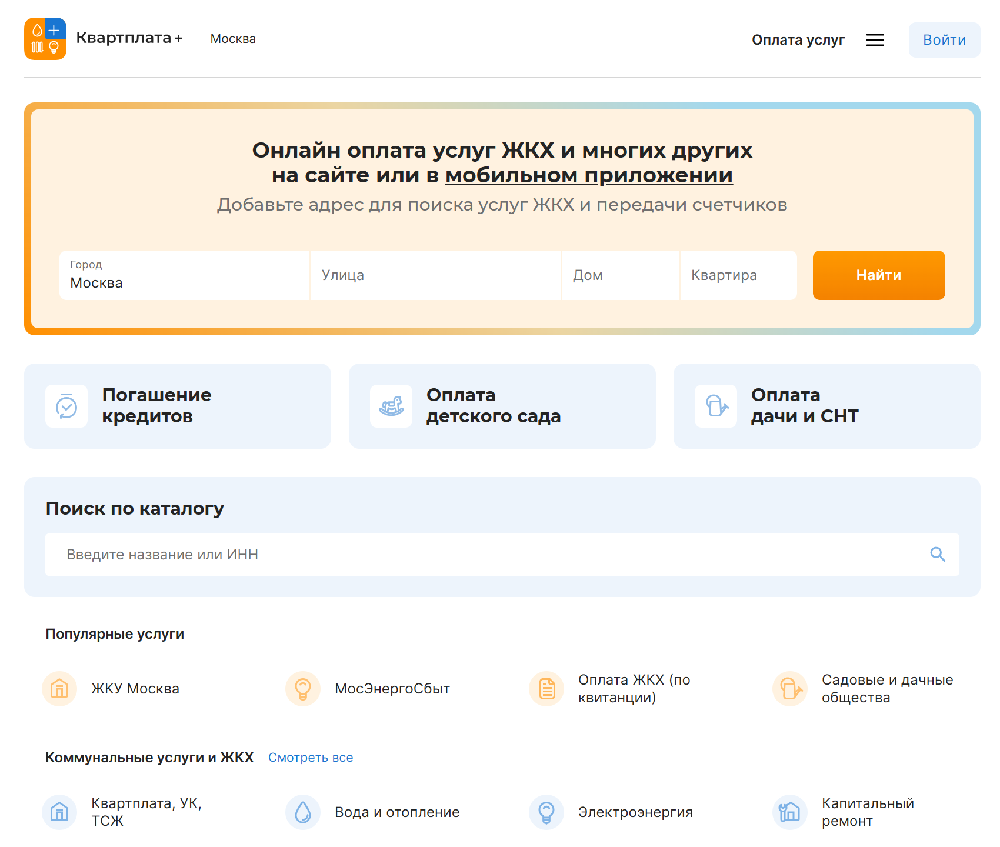 Квартплата+
Москва
Оплата услуг
Войти
Онлайн оплата услуг ЖКХ и многих других
на сайте или в мобильном приложении
Добавьте адрес для поиска услуг ЖКХ и передачи счетчиков
Город
Москва
Улица
Дом
Квартира
Найти
Погашение
кредитов
Оплата
детского сада
Оплата
дачи и СНТ
Поиск по каталогу
Введите название или ИНН
Популярные услуги
ЖКУ Москва
МосЭнергоСбыт
Оплата ЖКХ (по
квитанции)
Садовые и дачные
общества
Коммунальные услуги и ЖКХ
Смотреть все
Квартплата, УК,
ТСЖ
Вода и отопление
Электроэнергия
Капитальный
ремонт